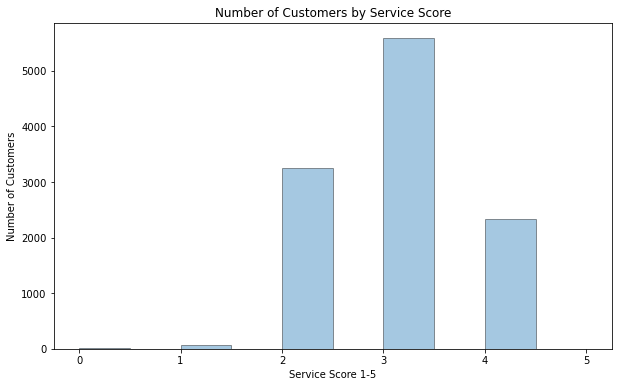 Number of Customers by Service Score
Number of Customers
5000
4000
3000
2000
1000
0
0 1 2 3 4 5
Service Score 1-5